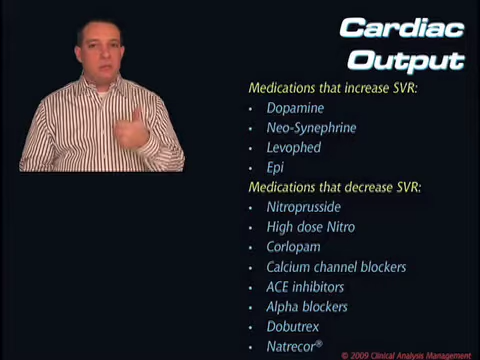 Cardiac
Output
Medications that increase SVR:
• Dopamine
• Neo-Synephrine
• Levophed
• Epi
Medications that decrease SVR:
• Nitroprusside
• High dose Nitro
• Corlopam
• Calcium channel blockers
• ACE inhibitors
• Alpha blockers
• Dobutrex
• Natrecor®
© 2009 Clinical Analysis Management